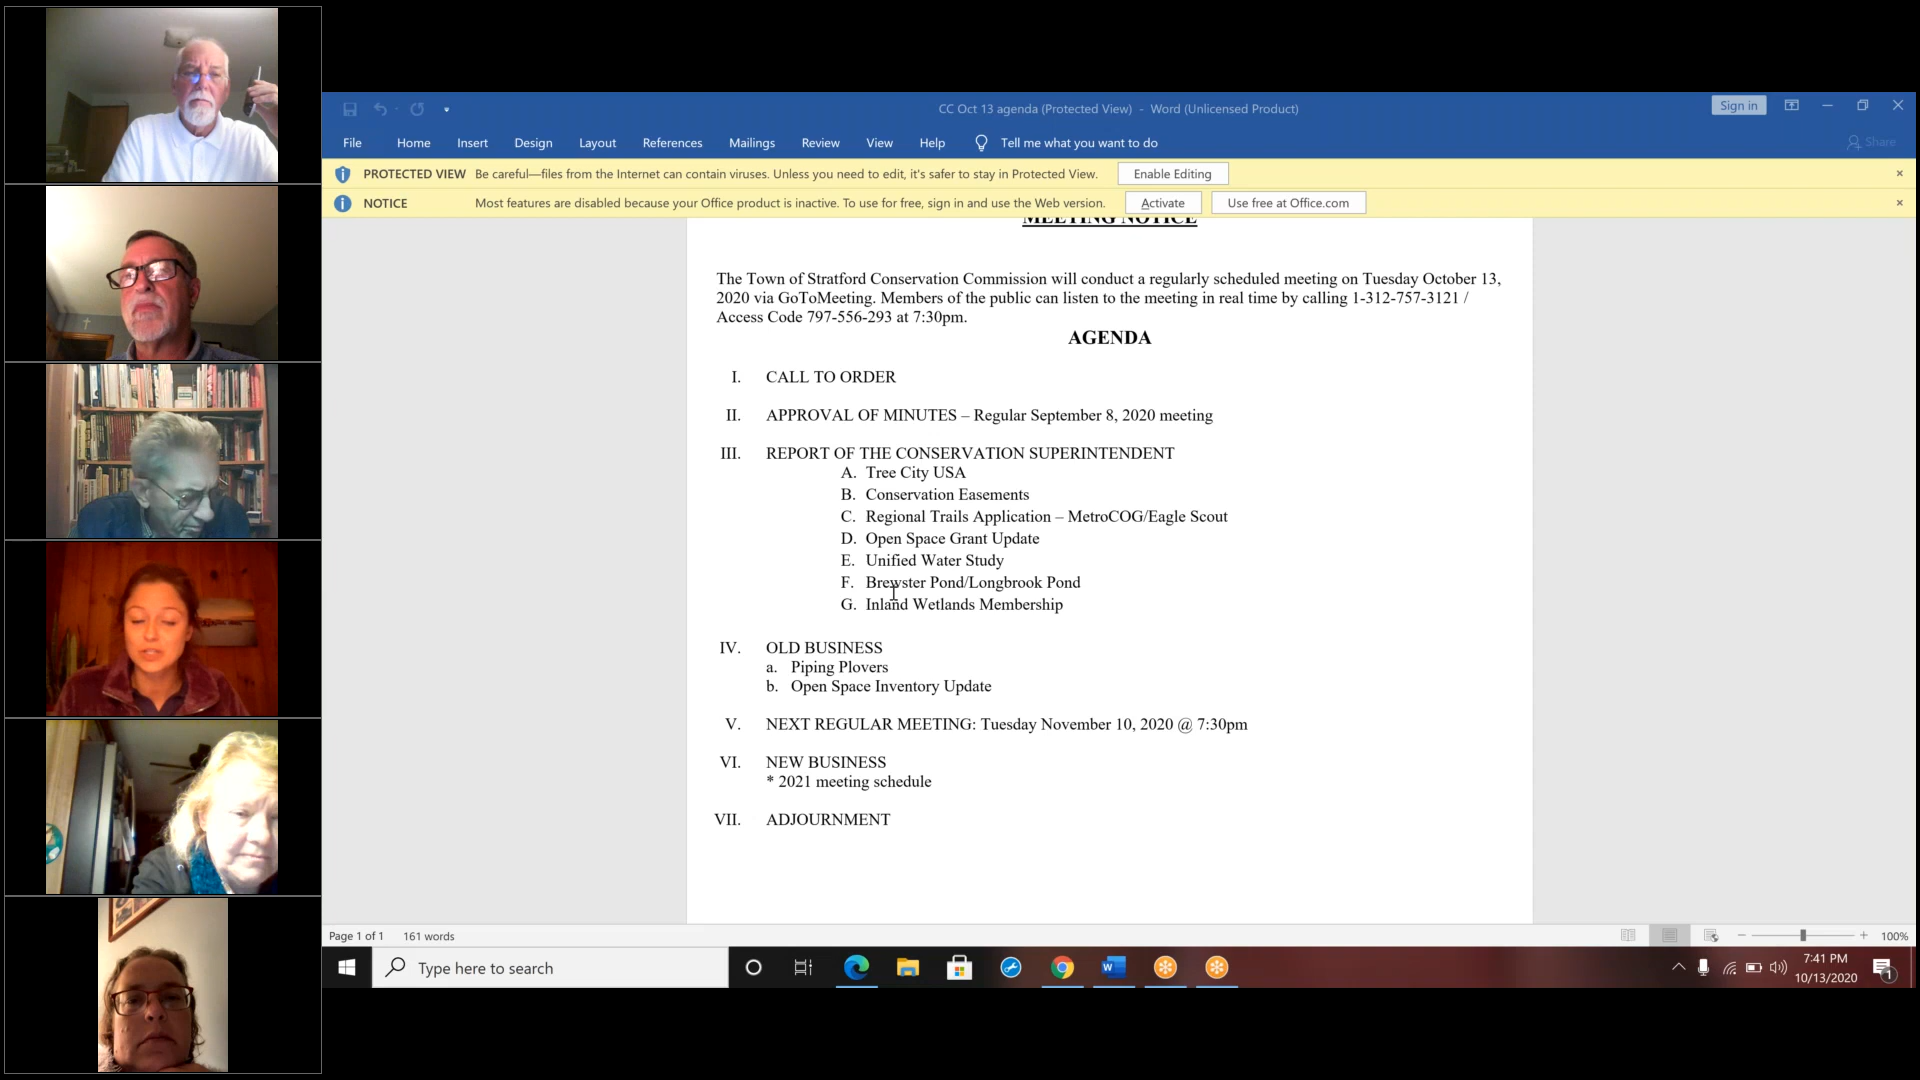 CC Oct 13 agenda (Protected View) - Word (Unlicensed Product)
Sign in
File Home Insert Design Layout References Mailings Review View Help Tell me what you want to do
Share
PROTECTED VIEW Be careful—files from the Internet can contain viruses. Unless you need to edit, it's safer to stay in Protected View. Enable Editing
NOTICE Most features are disabled because your Office product is inactive. To use for free, sign in and use the Web version. Activate Use free at Office.com
MEETING NOTICE
The Town of Stratford Conservation Commission will conduct a regularly scheduled meeting on Tuesday October 13,
2020 via GoToMeeting. Members of the public can listen to the meeting in real time by calling 1-312-757-3121 /
Access Code 797-556-293 at 7:30pm.
AGENDA
I. CALL TO ORDER
II. APPROVAL OF MINUTES – Regular September 8, 2020 meeting
III. REPORT OF THE CONSERVATION SUPERINTENDENT
A. Tree City USA
B. Conservation Easements
C. Regional Trails Application – MetroCOG/Eagle Scout
D. Open Space Grant Update
E. Unified Water Study
F. Brewster Pond/Longbrook Pond
G. Inland Wetlands Membership
IV. OLD BUSINESS
a. Piping Plovers
b. Open Space Inventory Update
V. NEXT REGULAR MEETING: Tuesday November 10, 2020 @ 7:30pm
VI. NEW BUSINESS
* 2021 meeting schedule
VII. ADJOURNMENT
Page 1 of 1 161 words
100%
Type here to search
7:41 PM
10/13/2020
1